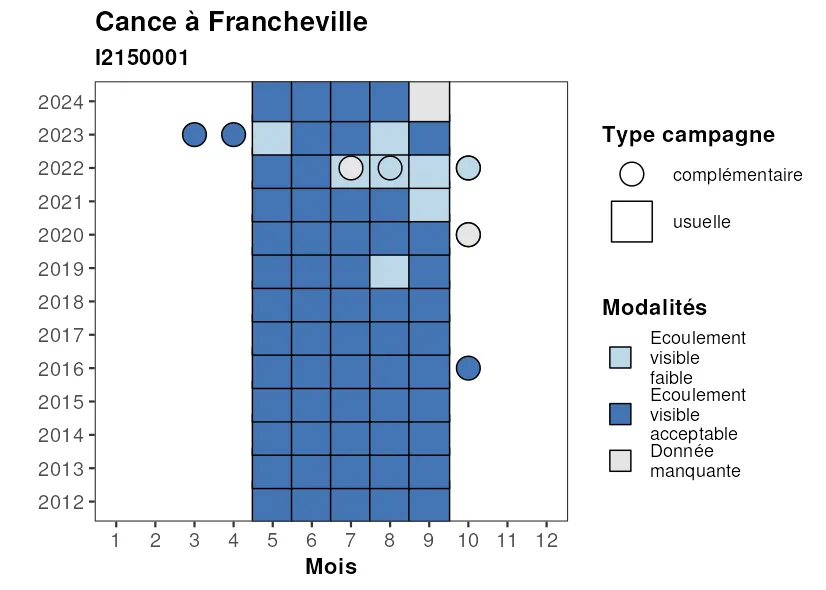 Cance à Francheville
I2150001
2024
2023
2022
2021
2020
2019
2018
2017
2016
2015
2014
2013
2012
1 2 3 4 5 6 7 8 9 10 11 12
Mois
Type campagne
complémentaire
usuelle
Modalités
Ecoulement
visible
faible
Ecoulement
visible
acceptable
Donnée
manquante